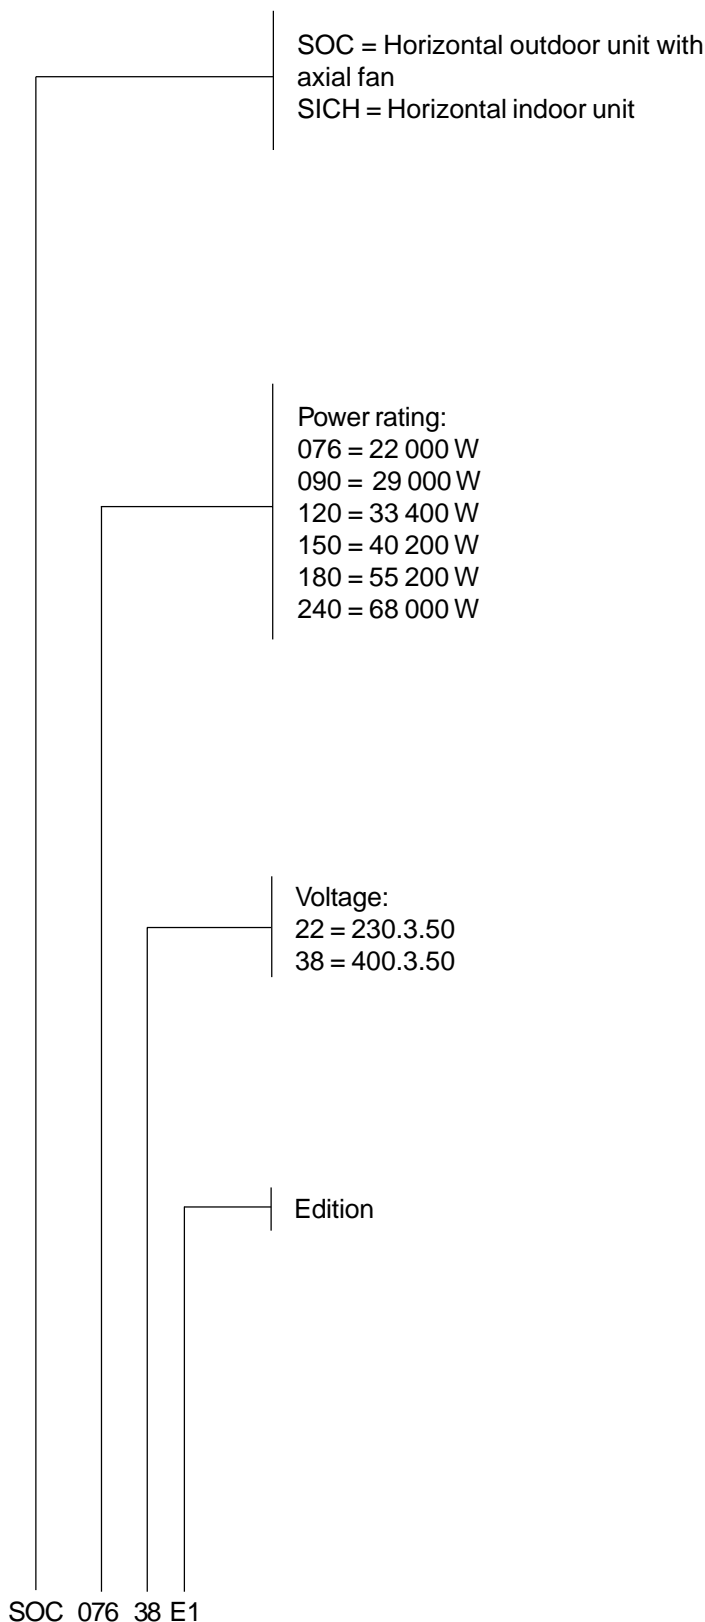 SOC = Horizontal outdoor unit with
axial fan
SICH = Horizontal indoor unit
Power rating:
076 = 22 000 W
090 = 29 000 W
120 = 33 400 W
150 = 40 200 W
180 = 55 200 W
240 = 68 000 W
Voltage:
22 = 230.3.50
38 = 400.3.50
Edition
SOC 076 38 E1